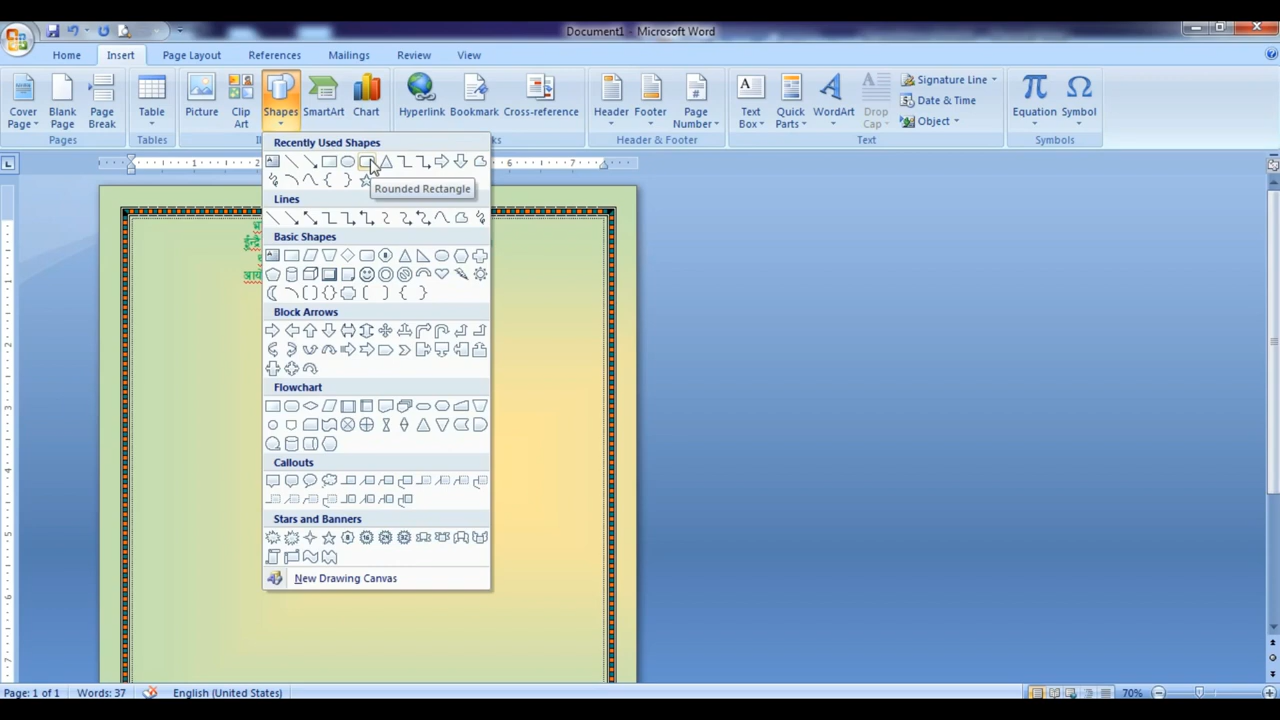 Document1 - Microsoft Word
Home Insert Page Layout References Mailings Review View
Cover Page Blank Page Page Break
Table
Picture Clip Art Shapes SmartArt Chart
Hyperlink Bookmark Cross-reference
Header Footer Page Number
Text Box Quick Parts WordArt Drop Cap
Signature Line
Date & Time
Object
Equation Symbol
Pages Tables Header & Footer Text Symbols
Recently Used Shapes
Rounded Rectangle
Lines
Basic Shapes
Block Arrows
Flowchart
Callouts
Stars and Banners
New Drawing Canvas
Page: 1 of 1 Words: 37 English (United States) 70%